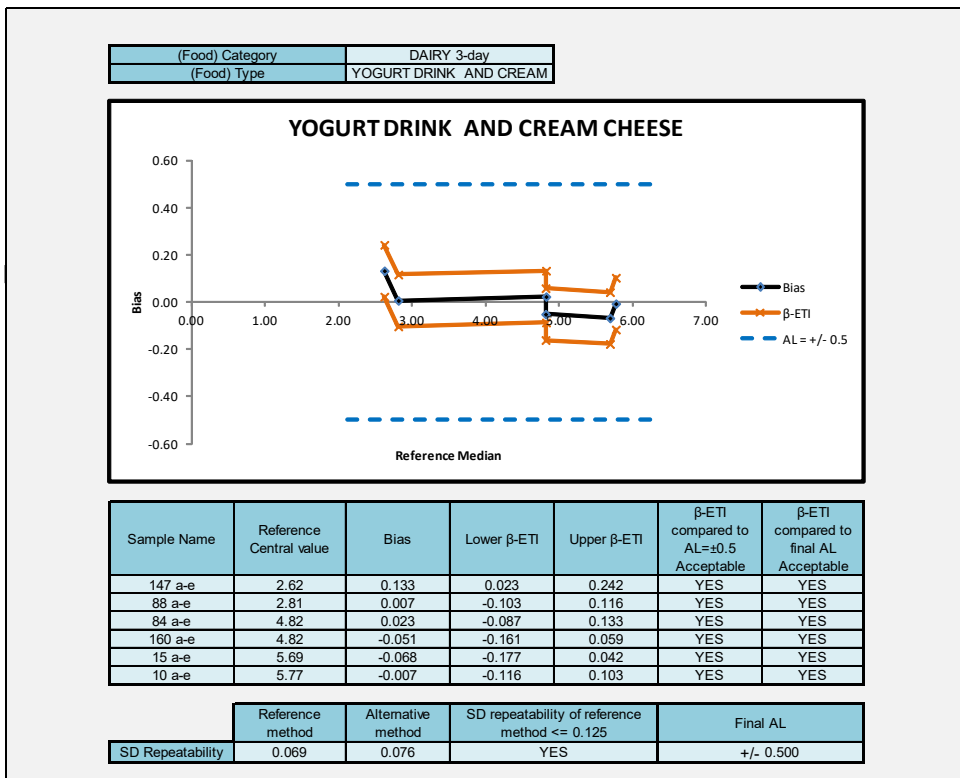 (Food) Category DAIRY 3-day
(Food) Type YOGURT DRINK AND CREAM
YOGURT DRINK AND CREAM CHEESE
0.60
0.40
0.20
0.00
-0.20
-0.40
-0.60
Bias
0.00 1.00 2.00 3.00 4.00 5.00 6.00 7.00
Reference Median
Bias
β-ETI
AL = +/- 0.5
Sample Name Reference Central value Bias Lower β-ETI Upper β-ETI β-ETI compared to AL=±0.5 Acceptable β-ETI compared to final AL Acceptable
147 a-e 2.62 0.133 0.023 0.242 YES YES
88 a-e 2.81 0.007 -0.103 0.116 YES YES
84 a-e 4.82 0.023 -0.087 0.133 YES YES
160 a-e 4.82 -0.051 -0.161 0.059 YES YES
15 a-e 5.69 -0.068 -0.177 0.042 YES YES
10 a-e 5.77 -0.007 -0.116 0.103 YES YES
Reference method Alternative method SD repeatability of reference method <= 0.125 Final AL
SD Repeatability 0.069 0.076 YES +/- 0.500